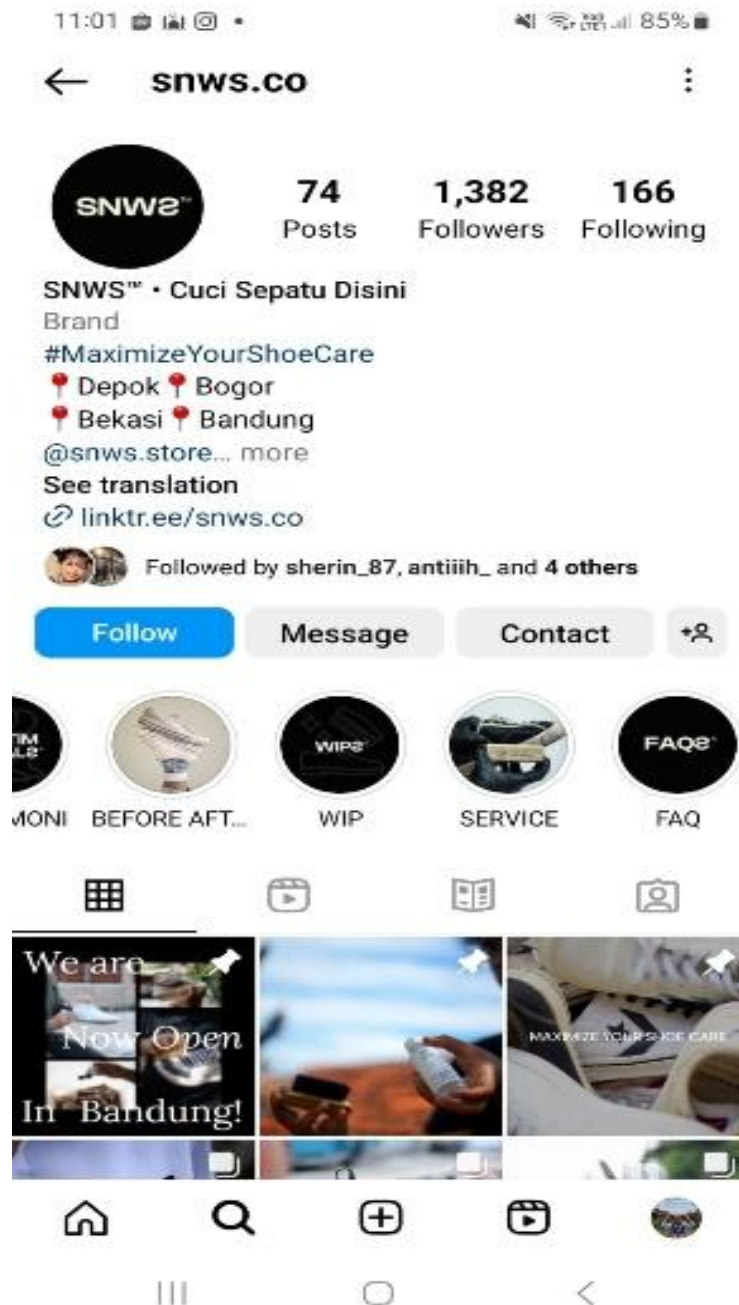 11:01
85%
snws.co
SNWS™
74 1,382 166
Posts Followers Following
SNWS™ • Cuci Sepatu Disini
Brand
#MaximizeYourShoeCare
📍Depok📍Bogor
📍Bekasi📍Bandung
@snws.store... more
See translation
linktr.ee/snws.co
Followed by sherin_87, antiiih_ and 4 others
Follow Message Contact
WIPS FAQS
MONI BEFORE AFT... WIP SERVICE FAQ
We are
Now Open
In Bandung!
MAXIMIZE YOUR SHOE CARE